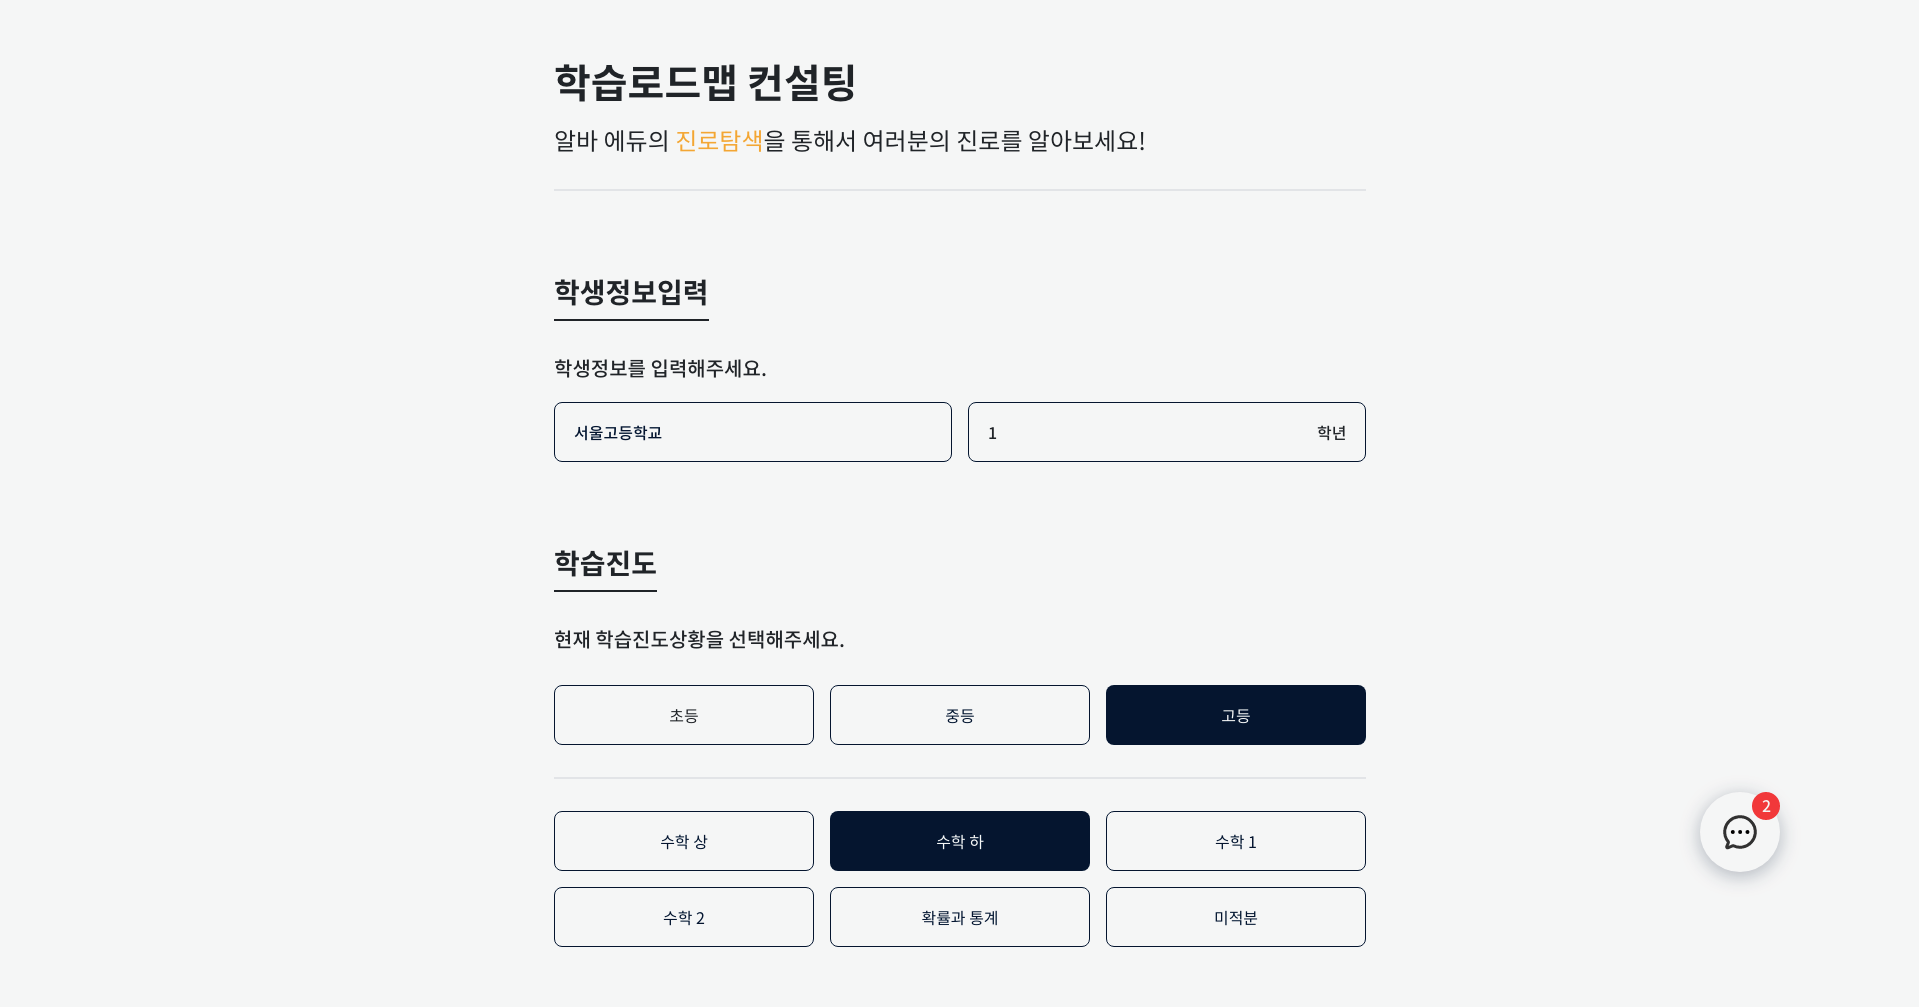 학습로드맵 컨설팅
알바 에듀의 진로탐색을 통해서 여러분의 진로를 알아보세요!
학생정보입력
학생정보를 입력해주세요.
서울고등학교
1 학년
학습진도
현재 학습진도상황을 선택해주세요.
초등 중등 고등
수학 상 수학 하 수학 1
수학 2 확률과 통계 미적분
2